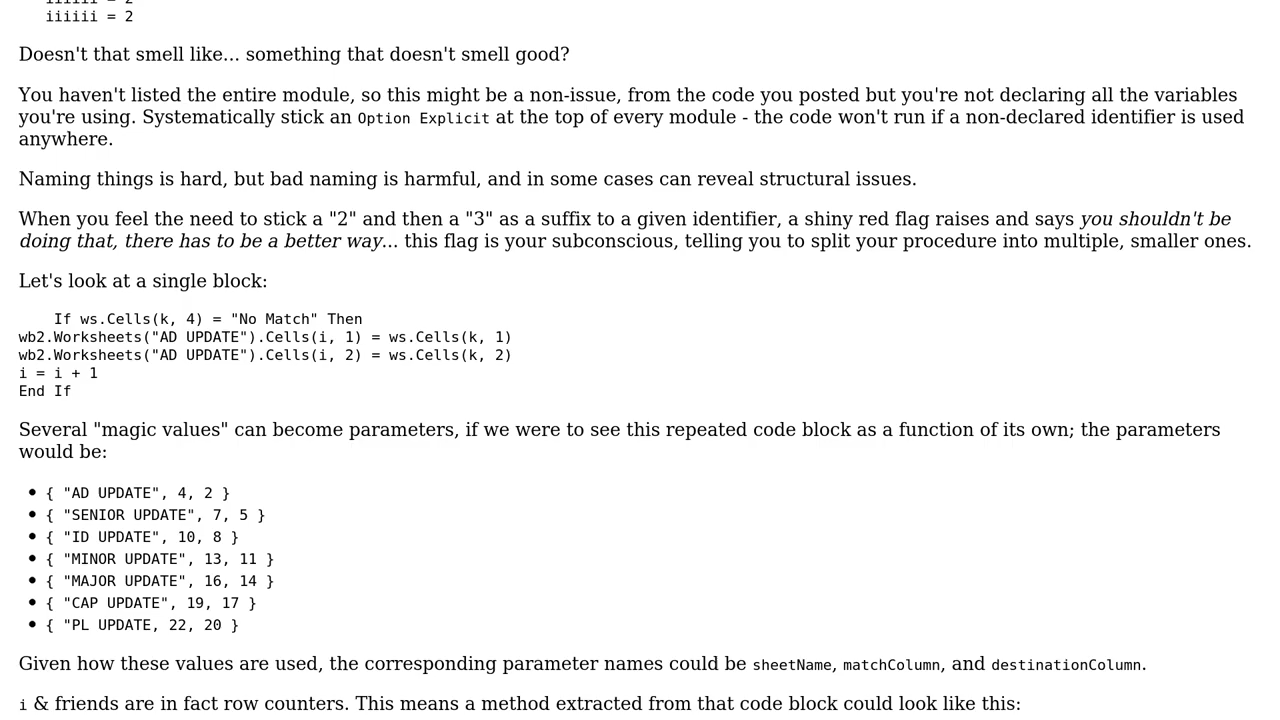 iiiiii = 2
Doesn't that smell like... something that doesn't smell good?
You haven't listed the entire module, so this might be a non-issue, from the code you posted but you're not declaring all the variables
you're using. Systematically stick an Option Explicit at the top of every module - the code won't run if a non-declared identifier is used
anywhere.
Naming things is hard, but bad naming is harmful, and in some cases can reveal structural issues.
When you feel the need to stick a "2" and then a "3" as a suffix to a given identifier, a shiny red flag raises and says you shouldn't be
doing that, there has to be a better way... this flag is your subconscious, telling you to split your procedure into multiple, smaller ones.
Let's look at a single block:
    If ws.Cells(k, 4) = "No Match" Then
wb2.Worksheets("AD UPDATE").Cells(i, 1) = ws.Cells(k, 1)
wb2.Worksheets("AD UPDATE").Cells(i, 2) = ws.Cells(k, 2)
i = i + 1
End If
Several "magic values" can become parameters, if we were to see this repeated code block as a function of its own; the parameters
would be:
• { "AD UPDATE", 4, 2 }
• { "SENIOR UPDATE", 7, 5 }
• { "ID UPDATE", 10, 8 }
• { "MINOR UPDATE", 13, 11 }
• { "MAJOR UPDATE", 16, 14 }
• { "CAP UPDATE", 19, 17 }
• { "PL UPDATE, 22, 20 }
Given how these values are used, the corresponding parameter names could be sheetName, matchColumn, and destinationColumn.
i & friends are in fact row counters. This means a method extracted from that code block could look like this: